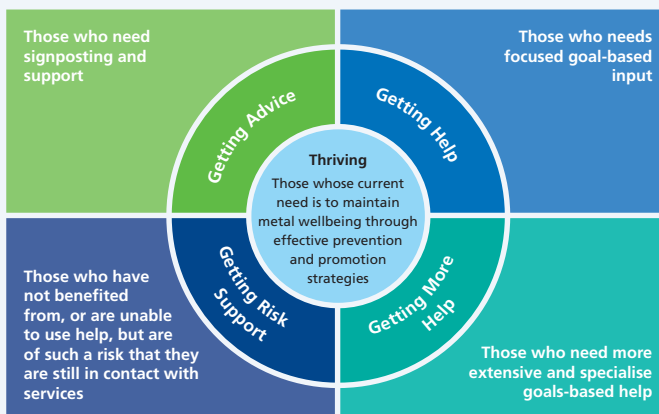 Those who need
signposting and
support
Those who needs
focused goal-based
input
Getting Advice
Getting Help
Thriving
Those whose current
need is to maintain
metal wellbeing through
effective prevention
and promotion
strategies
Getting Risk
Support
Getting More
Help
Those who have
not benefited
from, or are unable
to use help, but are
of such a risk that they
are still in contact with
services
Those who need more
extensive and specialise
goals-based help